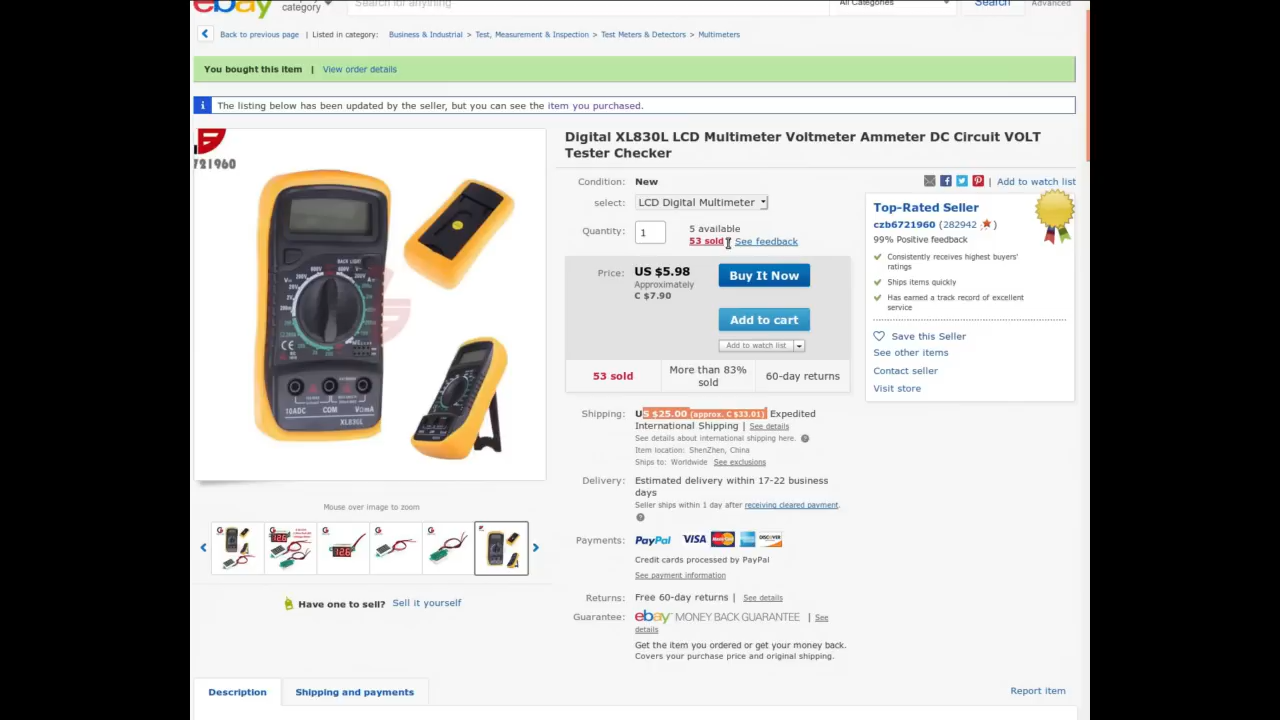 ebay
category
Search for anything
All Categories
Search
Advanced
Back to previous page | Listed in category: Business & Industrial > Test, Measurement & Inspection > Test Meters & Detectors > Multimeters
You bought this item | View order details
i The listing below has been updated by the seller, but you can see the item you purchased.
721960
BACK LIGHT
10ADC COM VΩmA
XL830L
Mouse over image to zoom
Have one to sell? Sell it yourself
Digital XL830L LCD Multimeter Voltmeter Ammeter DC Circuit VOLT
Tester Checker
Condition: New
select: LCD Digital Multimeter
Quantity: 1
5 available
53 sold See feedback
Price: US $5.98
Approximately
C $7.90
Buy It Now
Add to cart
Add to watch list
53 sold
More than 83%
sold
60-day returns
Shipping: US $25.00 (approx. C $33.01) Expedited
International Shipping | See details
See details about international shipping here.
Item location: ShenZhen, China
Ships to: Worldwide See exclusions
Delivery: Estimated delivery within 17-22 business
days
Seller ships within 1 day after receiving cleared payment.
Payments: PayPal VISA MasterCard DISCOVER
Credit cards processed by PayPal
See payment information
Returns: Free 60-day returns | See details
Guarantee: ebay MONEY BACK GUARANTEE | See
details
Get the item you ordered or get your money back.
Covers your purchase price and original shipping.
| Add to watch list
Top-Rated Seller
czb6721960 (282942 )
99% Positive feedback
Consistently receives highest buyers'
ratings
Ships items quickly
Has earned a track record of excellent
service
Save this Seller
See other items
Contact seller
Visit store
Description
Shipping and payments
Report item